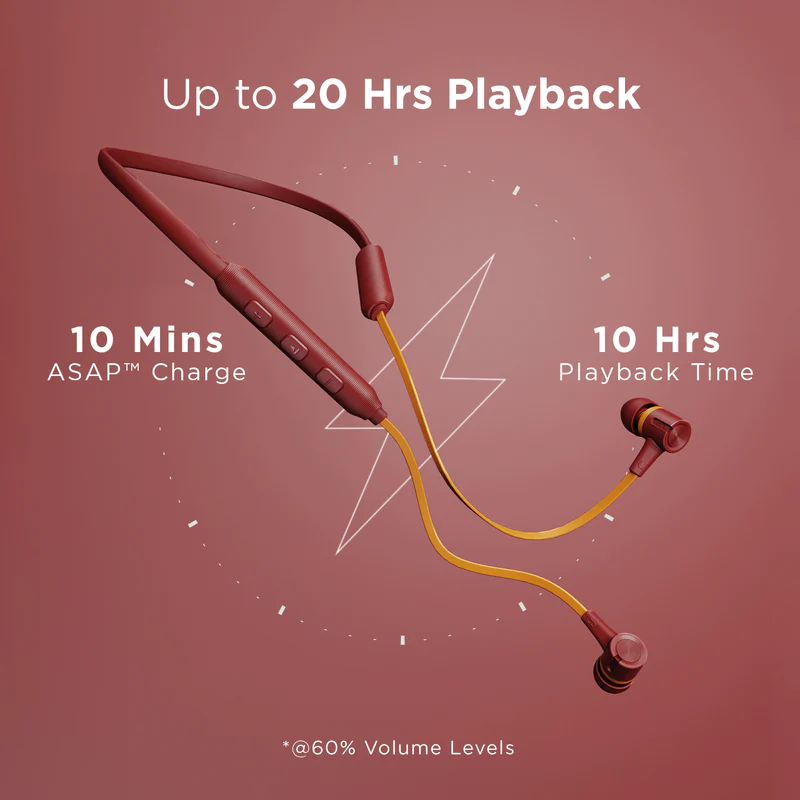 Up to 20 Hrs Playback
10 Mins
ASAP™ Charge
10 Hrs
Playback Time
*@60% Volume Levels